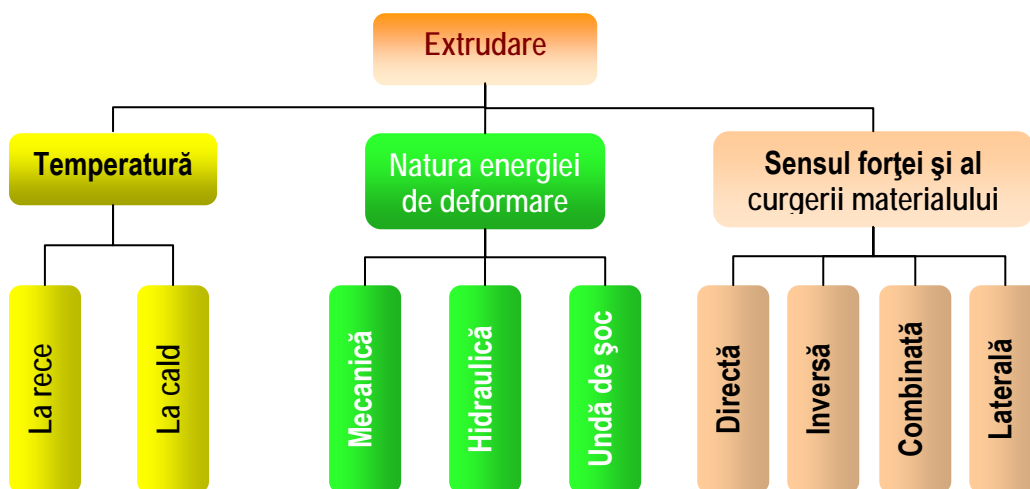 Extrudare
Temperatură
Natura energiei
de deformare
Sensul forţei şi al
curgerii materialului
La rece
La cald
Mecanică
Hidraulică
Undă de şoc
Directă
Inversă
Combinată
Laterală